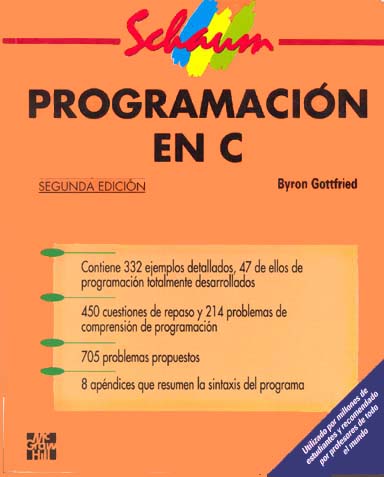 Schaum
PROGRAMACIÓN
EN C
SEGUNDA EDICIÓN
Byron Gottfried
Contiene 332 ejemplos detallados, 47 de ellos de
programación totalmente desarrollados
450 cuestiones de repaso y 214 problemas de
comprensión de programación
705 problemas propuestos
8 apéndices que resumen la sintaxis del programa
Utilizado por millones de
estudiantes y recomendado
por profesores de todo
el mundo
Mc
Graw
Hill